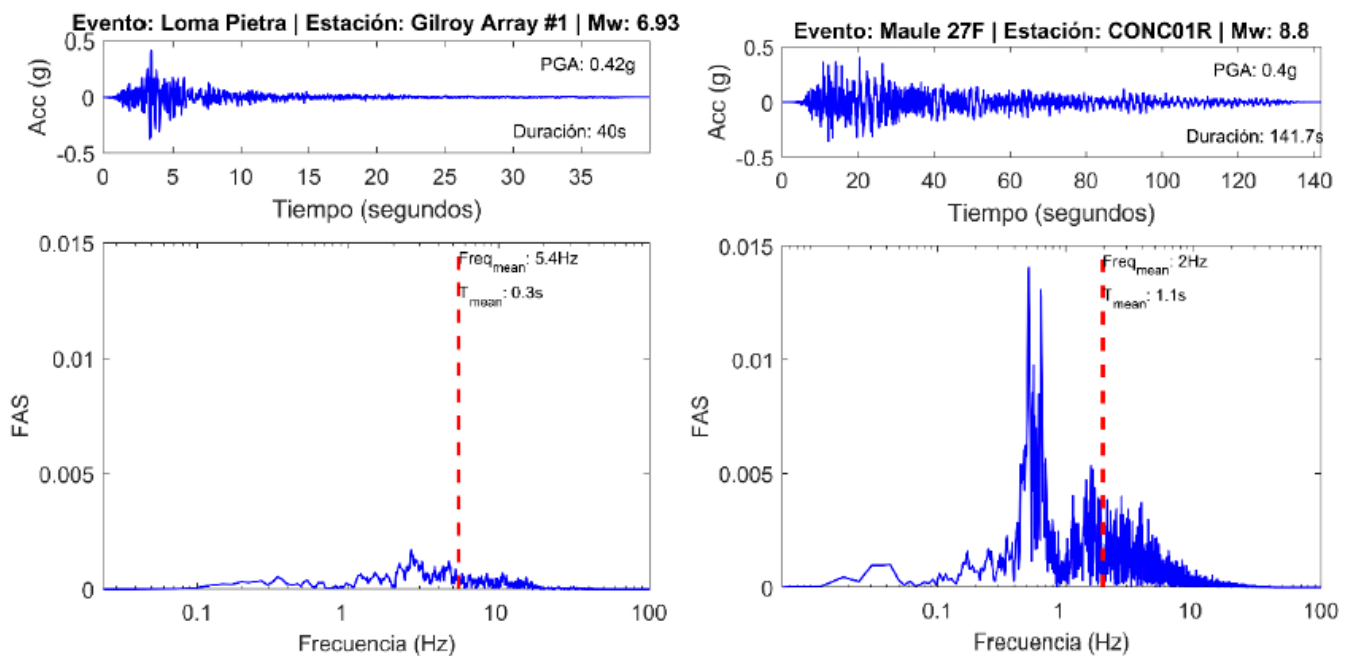 Evento: Loma Pietra | Estación: Gilroy Array #1 | Mw: 6.93
0.5
0
-0.5
Acc (g)
PGA: 0.42g
Duración: 40s
0 5 10 15 20 25 30 35
Tiempo (segundos)
0.015
0.01
0.005
0
FAS
Freq_mean: 5.4Hz
T_mean: 0.3s
0.1 1 10 100
Frecuencia (Hz)
Evento: Maule 27F | Estación: CONC01R | Mw: 8.8
0.5
0
-0.5
Acc (g)
PGA: 0.4g
Duración: 141.7s
0 20 40 60 80 100 120 140
Tiempo (segundos)
0.015
0.01
0.005
0
FAS
Freq_mean: 2Hz
T_mean: 1.1s
0.1 1 10 100
Frecuencia (Hz)